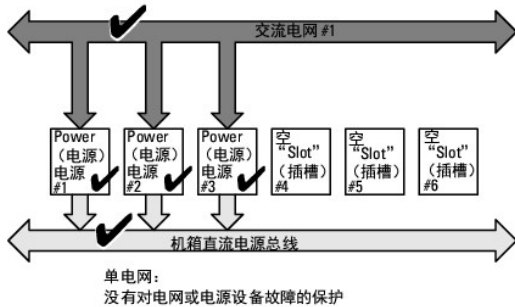 交流电网 #1
Power
（电源）
电源
#1
Power
（电源）
电源
#2
Power
（电源）
电源
#3
空
“Slot”
（插槽）
#4
空
“Slot”
（插槽）
#5
空
“Slot”
（插槽）
#6
机箱直流电源总线
单电网：
没有对电网或电源设备故障的保护